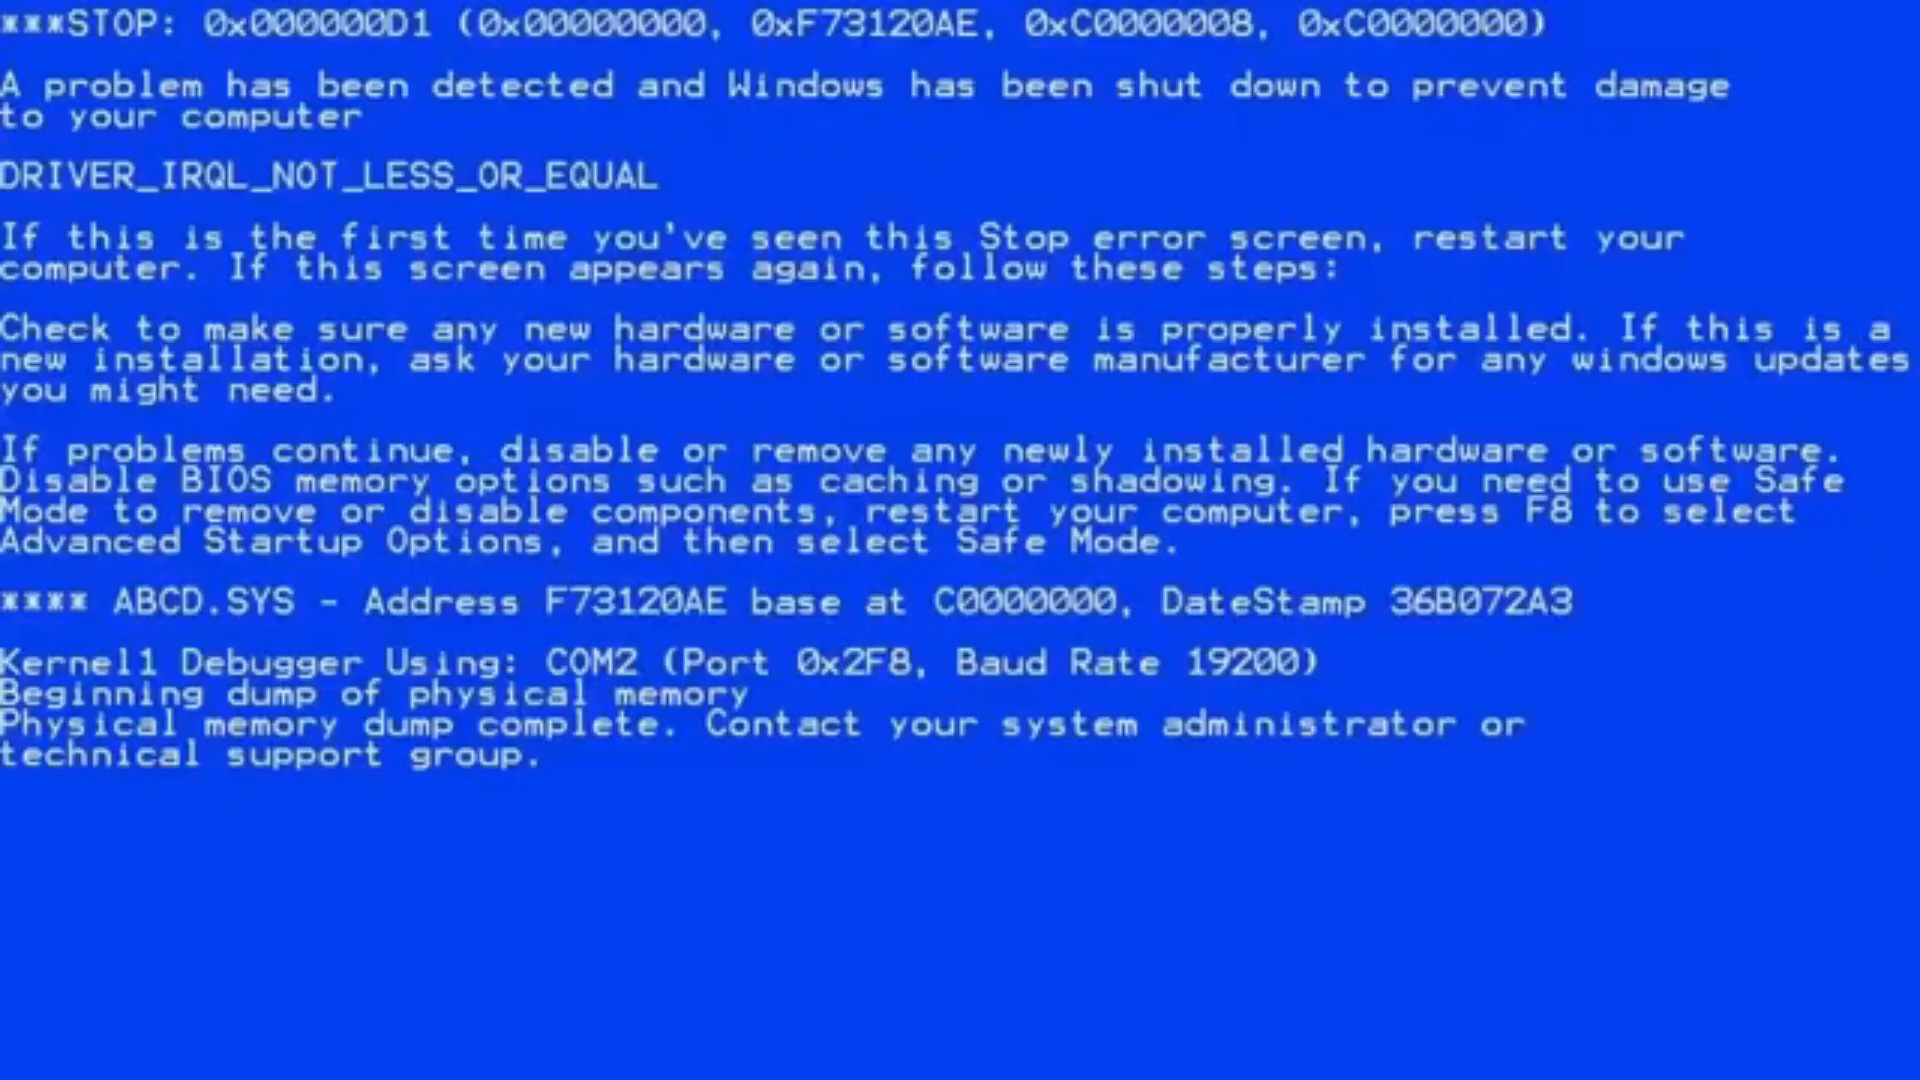 ***STOP: 0x000000D1 (0x00000000, 0xF73120AE, 0xC0000008, 0xC0000000)
A problem has been detected and Windows has been shut down to prevent damage
to your computer
DRIVER_IRQL_NOT_LESS_OR_EQUAL
If this is the first time you've seen this Stop error screen, restart your
computer. If this screen appears again, follow these steps:
Check to make sure any new hardware or software is properly installed. If this is a
new installation, ask your hardware or software manufacturer for any windows updates
you might need.
If problems continue, disable or remove any newly installed hardware or software.
Disable BIOS memory options such as caching or shadowing. If you need to use Safe
Mode to remove or disable components, restart your computer, press F8 to select
Advanced Startup Options, and then select Safe Mode.
**** ABCD.SYS - Address F73120AE base at C0000000, DateStamp 36B072A3
Kernel1 Debugger Using: COM2 (Port 0x2F8, Baud Rate 19200)
Beginning dump of physical memory
Physical memory dump complete. Contact your system administrator or
technical support group.